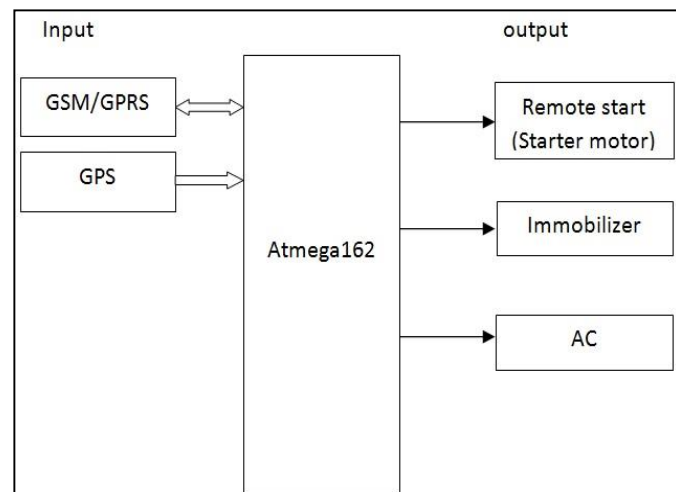 Input
output
GSM/GPRS
GPS
Atmega162
Remote start
(Starter motor)
Immobilizer
AC